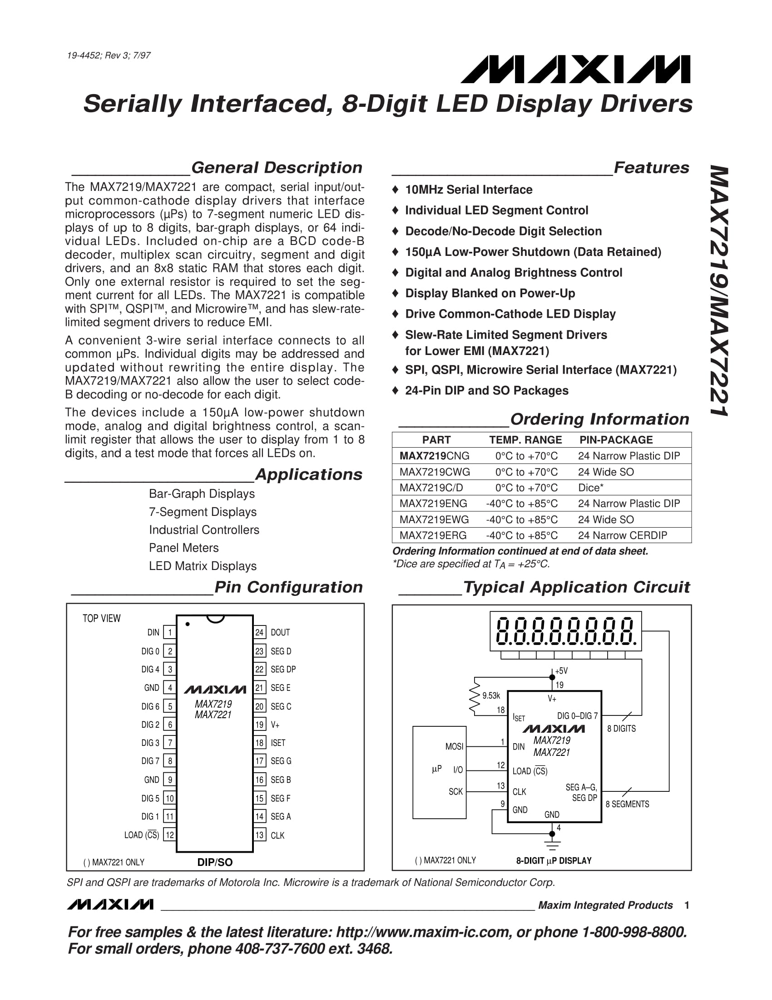 19-4452; Rev 3; 7/97
MAXIM
Serially Interfaced, 8-Digit LED Display Drivers
General Description
The MAX7219/MAX7221 are compact, serial input/out-
put common-cathode display drivers that interface
microprocessors (µPs) to 7-segment numeric LED dis-
plays of up to 8 digits, bar-graph displays, or 64 indi-
vidual LEDs. Included on-chip are a BCD code-B
decoder, multiplex scan circuitry, segment and digit
drivers, and an 8x8 static RAM that stores each digit.
Only one external resistor is required to set the seg-
ment current for all LEDs. The MAX7221 is compatible
with SPI™, QSPI™, and Microwire™, and has slew-rate-
limited segment drivers to reduce EMI.
A convenient 3-wire serial interface connects to all
common µPs. Individual digits may be addressed and
updated without rewriting the entire display. The
MAX7219/MAX7221 also allow the user to select code-
B decoding or no-decode for each digit.
The devices include a 150µA low-power shutdown
mode, analog and digital brightness control, a scan-
limit register that allows the user to display from 1 to 8
digits, and a test mode that forces all LEDs on.
Applications
Bar-Graph Displays
7-Segment Displays
Industrial Controllers
Panel Meters
LED Matrix Displays
Features
♦ 10MHz Serial Interface
♦ Individual LED Segment Control
♦ Decode/No-Decode Digit Selection
♦ 150µA Low-Power Shutdown (Data Retained)
♦ Digital and Analog Brightness Control
♦ Display Blanked on Power-Up
♦ Drive Common-Cathode LED Display
♦ Slew-Rate Limited Segment Drivers
for Lower EMI (MAX7221)
♦ SPI, QSPI, Microwire Serial Interface (MAX7221)
♦ 24-Pin DIP and SO Packages
Ordering Information
PART TEMP. RANGE PIN-PACKAGE
MAX7219CNG 0°C to +70°C 24 Narrow Plastic DIP
MAX7219CWG 0°C to +70°C 24 Wide SO
MAX7219C/D 0°C to +70°C Dice*
MAX7219ENG -40°C to +85°C 24 Narrow Plastic DIP
MAX7219EWG -40°C to +85°C 24 Wide SO
MAX7219ERG -40°C to +85°C 24 Narrow CERDIP
Ordering Information continued at end of data sheet.
*Dice are specified at TA = +25°C.
MAX7219/MAX7221
Pin Configuration
TOP VIEW
DIN 1 24 DOUT
DIG 0 2 23 SEG D
DIG 4 3 22 SEG DP
GND 4 MAXIM 21 SEG E
DIG 6 5 MAX7219 20 SEG C
MAX7221
DIG 2 6 19 V+
DIG 3 7 18 ISET
DIG 7 8 17 SEG G
GND 9 16 SEG B
DIG 5 10 15 SEG F
DIG 1 11 14 SEG A
LOAD (C̅S̅) 12 13 CLK
( ) MAX7221 ONLY DIP/SO
Typical Application Circuit
8.8.8.8.8.8.8.8.
+5V
19
9.53k V+
18 ISET DIG 0–DIG 7
8 DIGITS
MAXIM
MAX7219
MAX7221
MOSI 1 DIN
µP I/O 12 LOAD (C̅S̅)
SCK 13 CLK
SEG A–G,
SEG DP
8 SEGMENTS
9 GND
GND
4
( ) MAX7221 ONLY 8-DIGIT µP DISPLAY
SPI and QSPI are trademarks of Motorola Inc. Microwire is a trademark of National Semiconductor Corp.
MAXIM Maxim Integrated Products 1
For free samples & the latest literature: http://www.maxim-ic.com, or phone 1-800-998-8800.
For small orders, phone 408-737-7600 ext. 3468.